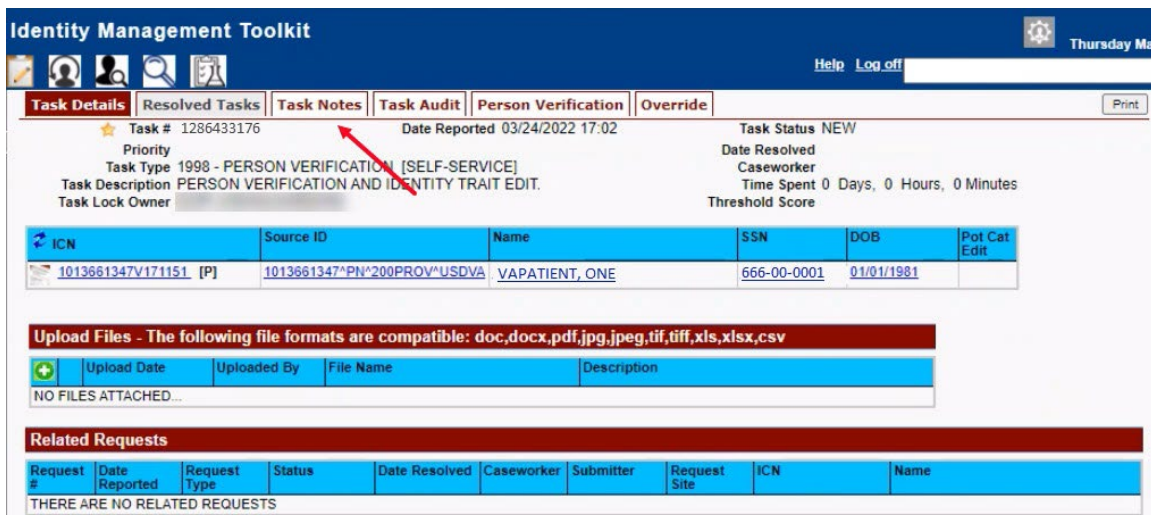 Identity Management Toolkit
Thursday Ma
Help Log off
Task Details Resolved Tasks Task Notes Task Audit Person Verification Override Print
Task # 1286433176 Date Reported 03/24/2022 17:02 Task Status NEW
Priority Date Resolved
Task Type 1998 - PERSON VERIFICATION [SELF-SERVICE] Caseworker
Task Description PERSON VERIFICATION AND IDENTITY TRAIT EDIT. Time Spent 0 Days, 0 Hours, 0 Minutes
Task Lock Owner Threshold Score
ICN Source ID Name SSN DOB Pot Cat Edit
1013661347V171151 [P] 1013661347^PN^200PROV^USDVA VAPATIENT, ONE 666-00-0001 01/01/1981
Upload Files - The following file formats are compatible: doc,docx,pdf,jpg,jpeg,tif,tiff,xls,xlsx,csv
Upload Date Uploaded By File Name Description
NO FILES ATTACHED...
Related Requests
Request # Date Reported Request Type Status Date Resolved Caseworker Submitter Request Site ICN Name
THERE ARE NO RELATED REQUESTS